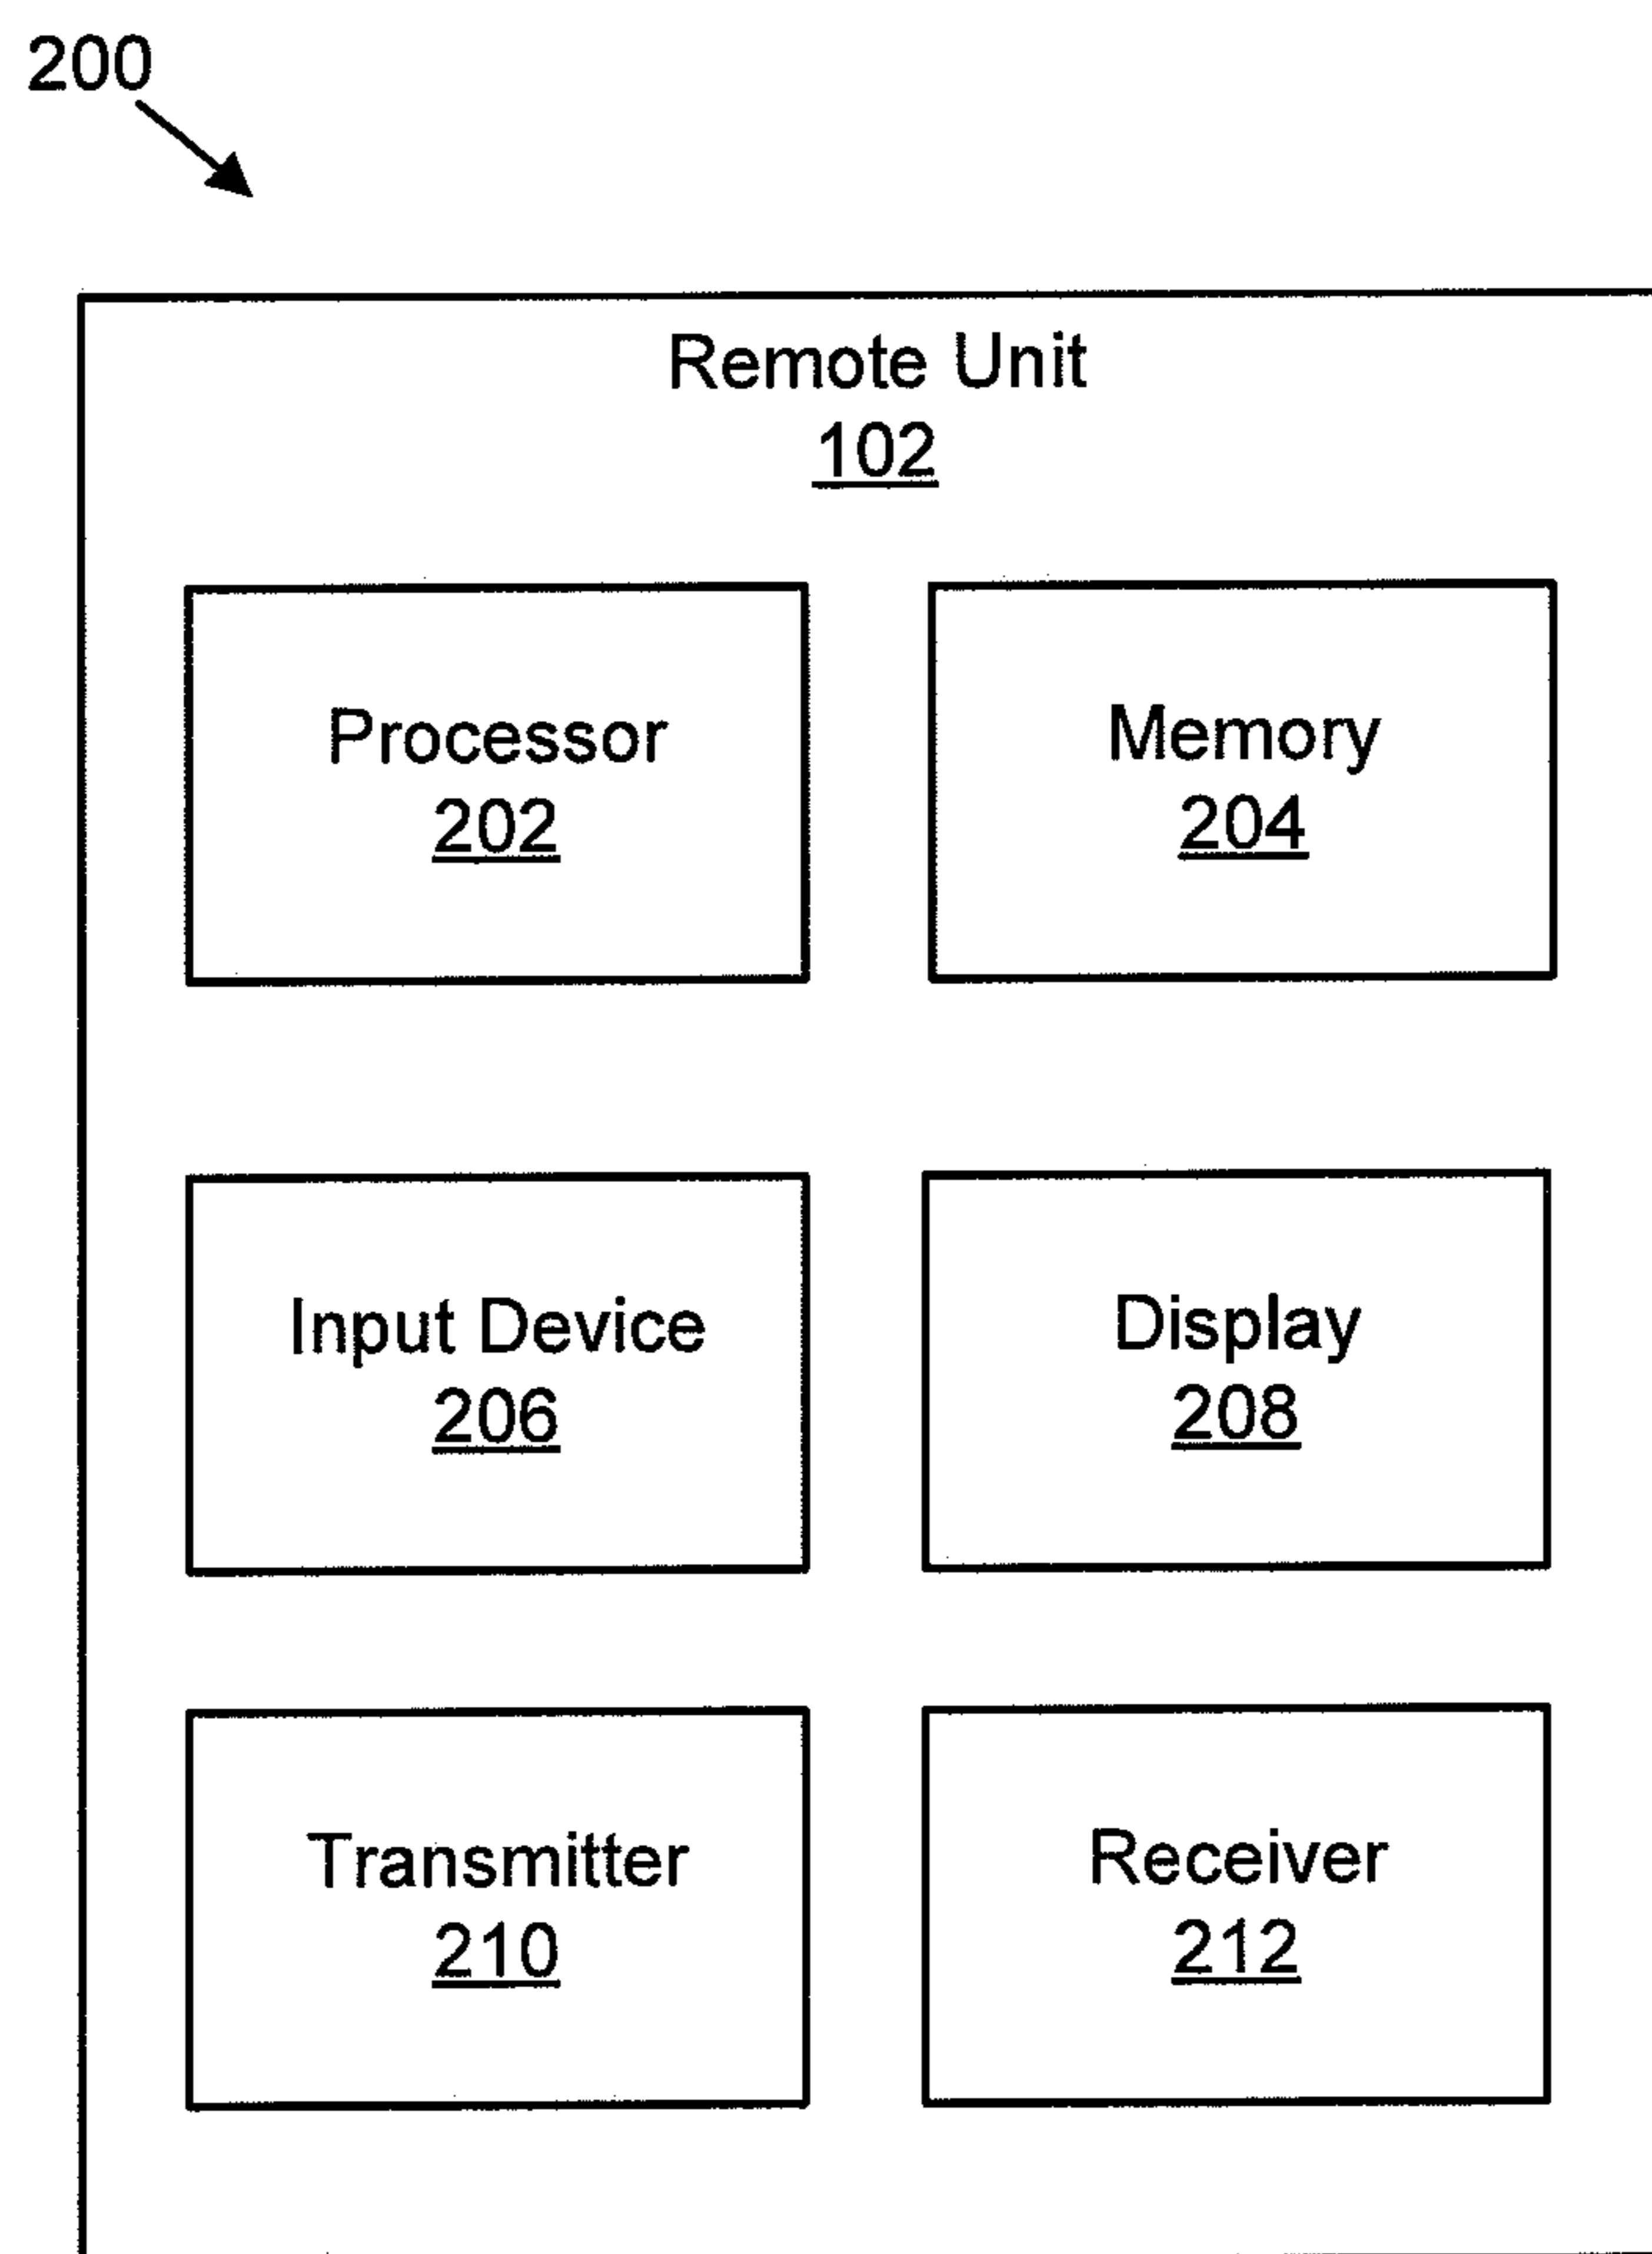 200
Remote Unit
102
Processor
202
Memory
204
Input Device
206
Display
208
Transmitter
210
Receiver
212